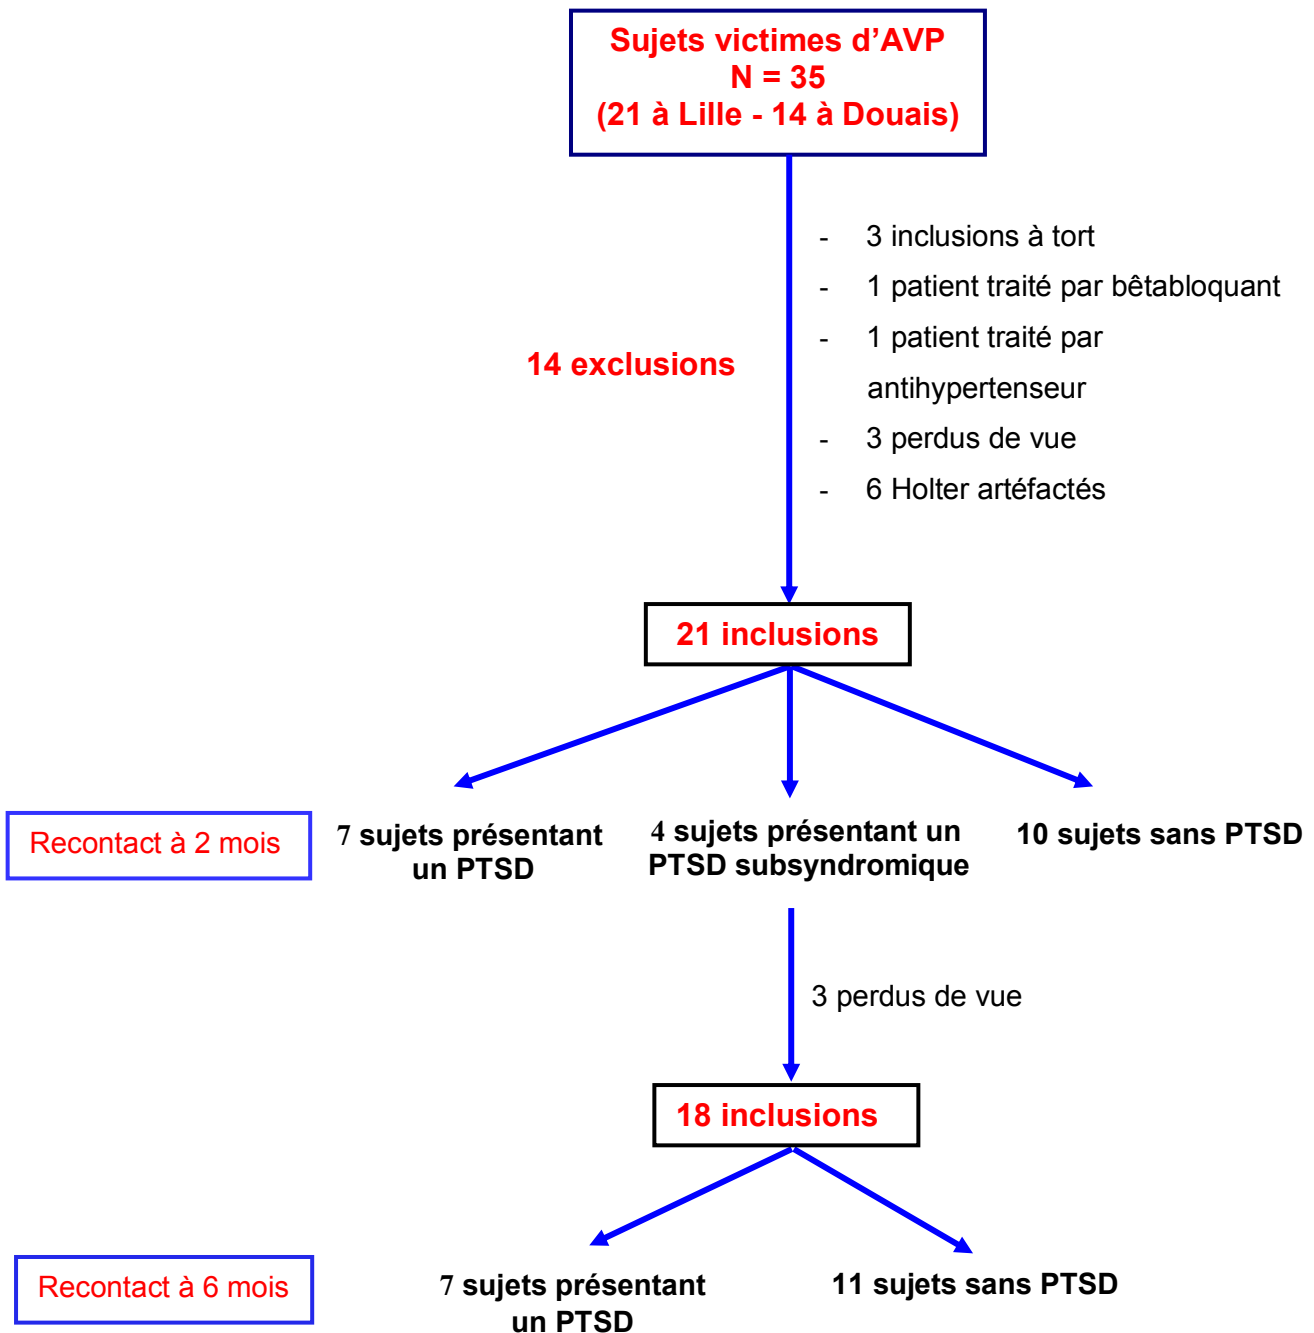 Sujets victimes d’AVP
N = 35
(21 à Lille - 14 à Douais)
- 3 inclusions à tort
- 1 patient traité par bêtabloquant
- 1 patient traité par
antihypertenseur
- 3 perdus de vue
- 6 Holter artéfactés
14 exclusions
21 inclusions
Recontact à 2 mois
7 sujets présentant
un PTSD
4 sujets présentant un
PTSD subsyndromique
10 sujets sans PTSD
3 perdus de vue
18 inclusions
Recontact à 6 mois
7 sujets présentant
un PTSD
11 sujets sans PTSD